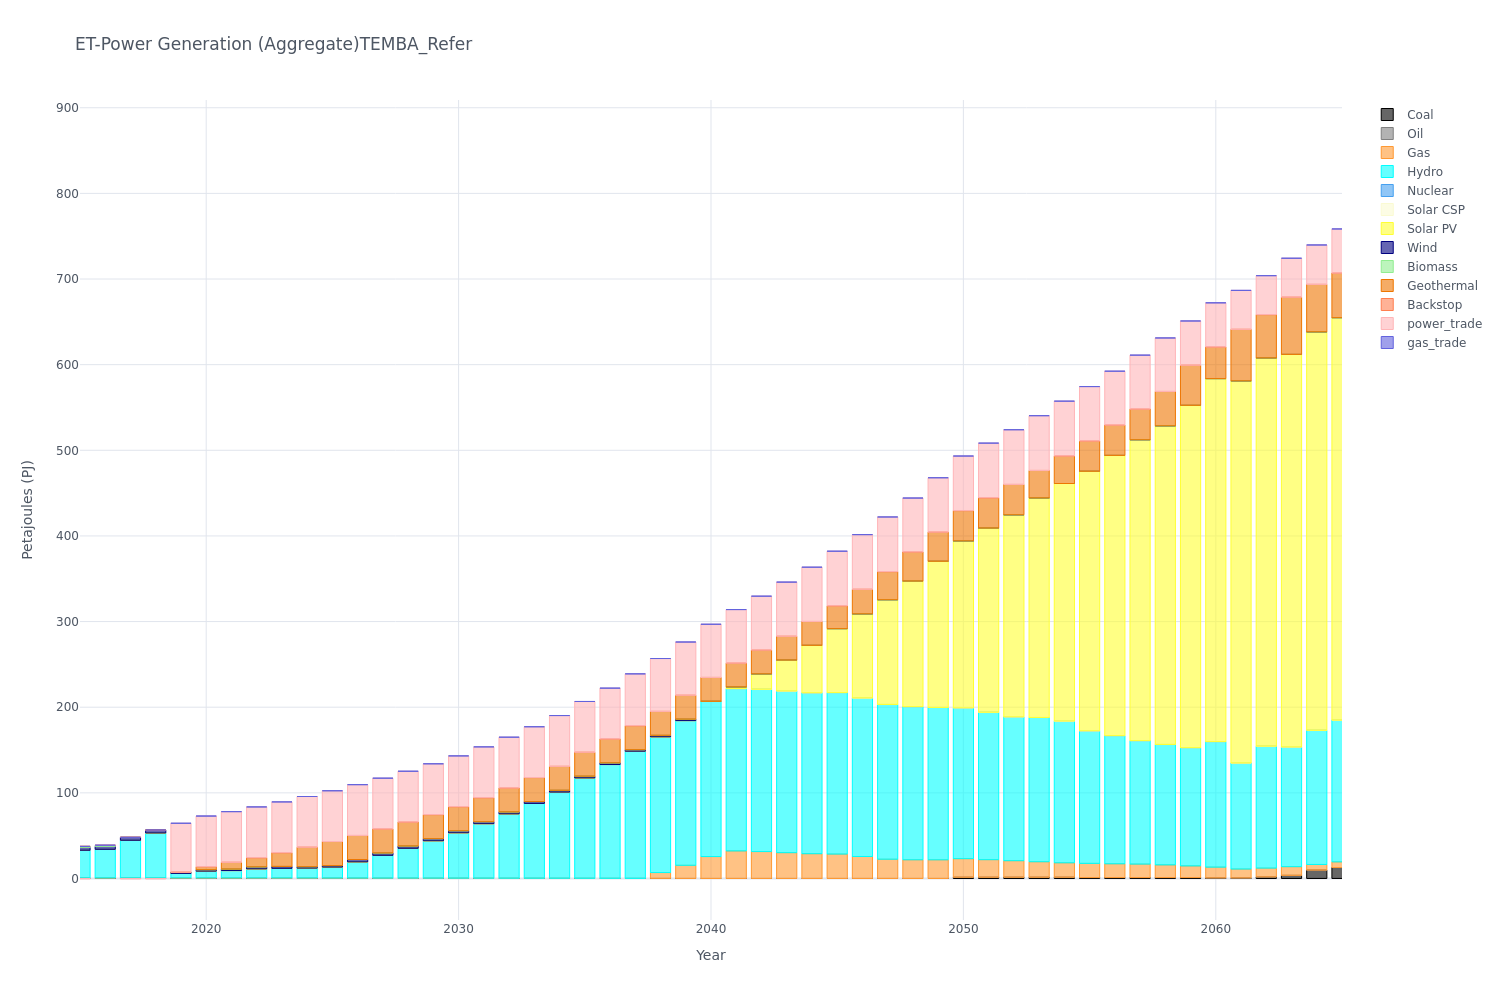 ET-Power Generation (Aggregate)TEMBA_Refer
900
800
700
600
500
400
300
200
100
0
Petajoules (PJ)
2020
2030
2040
2050
2060
Year
Coal
Oil
Gas
Hydro
Nuclear
Solar CSP
Solar PV
Wind
Biomass
Geothermal
Backstop
power_trade
gas_trade